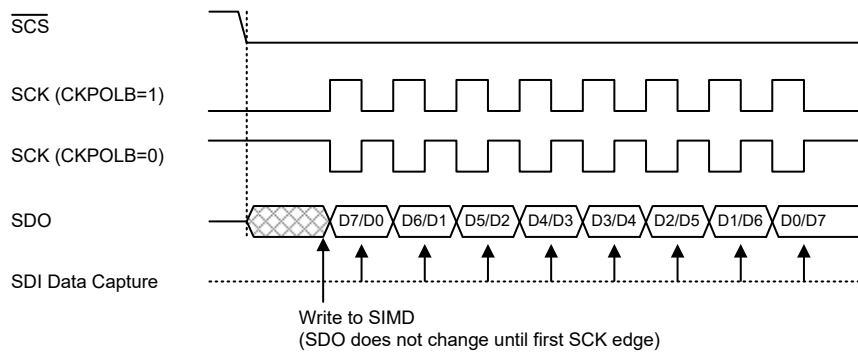 SCS
SCK (CKPOLB=1)
SCK (CKPOLB=0)
SDO
D7/D0 D6/D1 D5/D2 D4/D3 D3/D4 D2/D5 D1/D6 D0/D7
SDI Data Capture
Write to SIMD
(SDO does not change until first SCK edge)